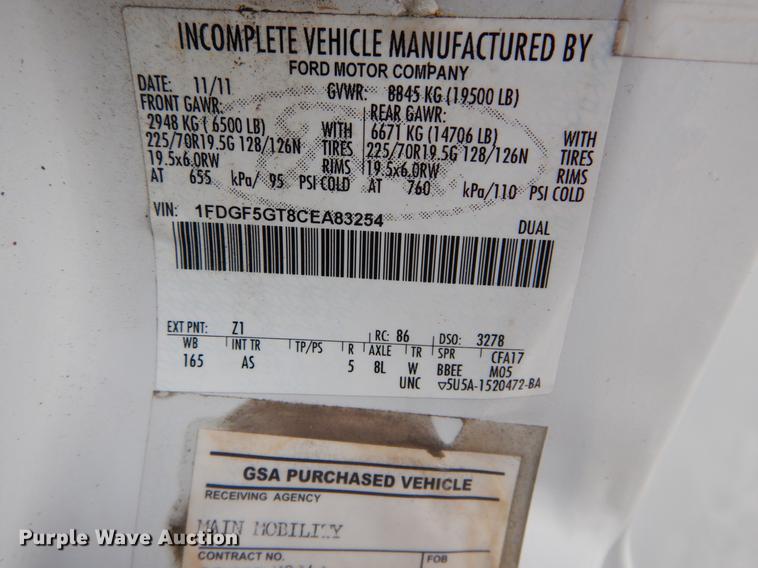 INCOMPLETE VEHICLE MANUFACTURED BY
FORD MOTOR COMPANY
DATE: 11/11 GVWR: 8845 KG (19500 LB)
FRONT GAWR: REAR GAWR:
2948 KG ( 6500 LB) WITH 6671 KG (14706 LB) WITH
225/70R19.5G 128/126N TIRES 225/70R19.5G 128/126N TIRES
19.5x6.0RW RIMS 19.5x6.0RW RIMS
AT 655 kPa/ 95 PSI COLD AT 760 kPa/110 PSI COLD
VIN: 1FDGF5GT8CEA83254
DUAL
EXT PNT: Z1 RC: 86 DSO: 3278
WB INT TR TP/PS R AXLE TR SPR CFA17
165 AS 5 8L W BBEE M05
UNC ▽5U5A-1520472-BA
GSA PURCHASED VEHICLE
RECEIVING AGENCY
MAIN MOBILITY
Purple Wave Auction
CONTRACT NO. FOB